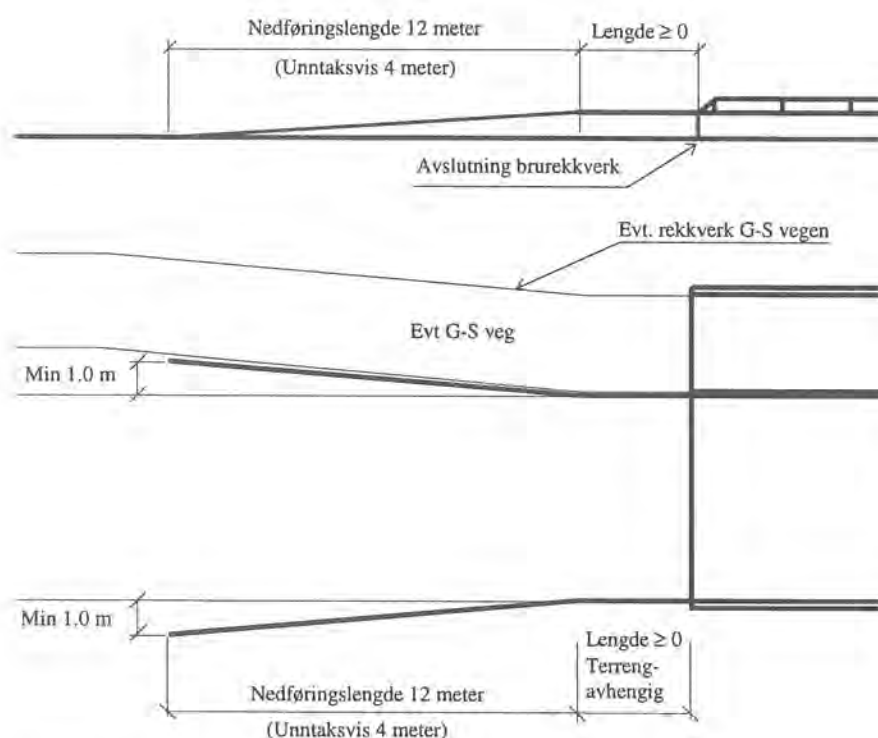 Nedføringslengde 12 meter
Lengde ≥ 0
(Unntaksvis 4 meter)
Avslutning brurekkverk
Evt. rekkverk G-S vegen
Evt G-S veg
Min 1.0 m
Min 1.0 m
Lengde ≥ 0
Terreng-
avhengig
Nedføringslengde 12 meter
(Unntaksvis 4 meter)